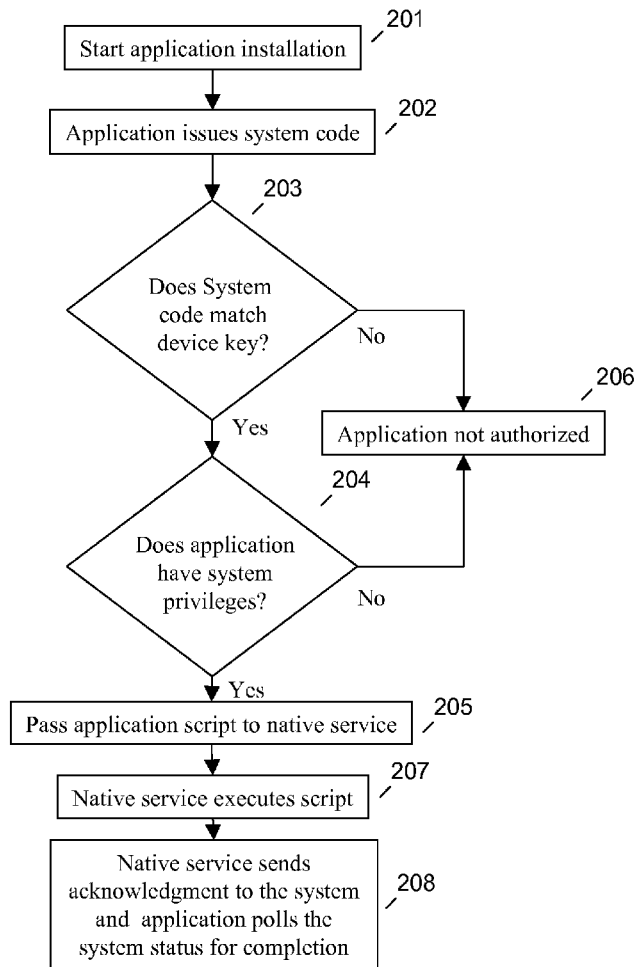 201
Start application installation
202
Application issues system code
203
Does System
code match
device key?
No
206
Yes
Application not authorized
204
Does application
have system
privileges?
No
Yes
205
Pass application script to native service
207
Native service executes script
Native service sends
acknowledgment to the system
and application polls the
system status for completion
208